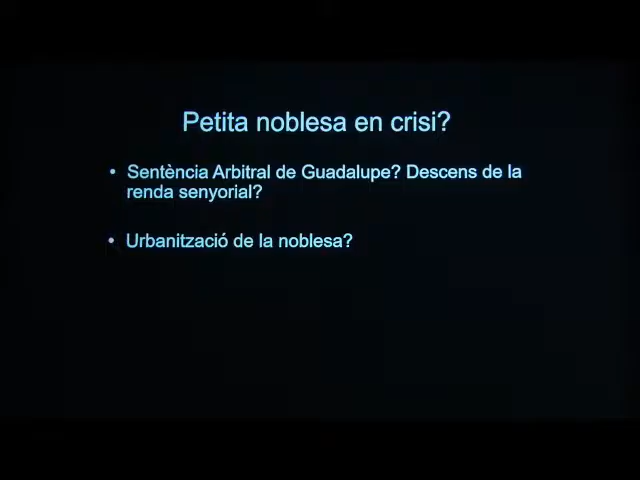 Petita noblesa en crisi?
• Sentència Arbitral de Guadalupe? Descens de la
renda senyorial?
• Urbanització de la noblesa?